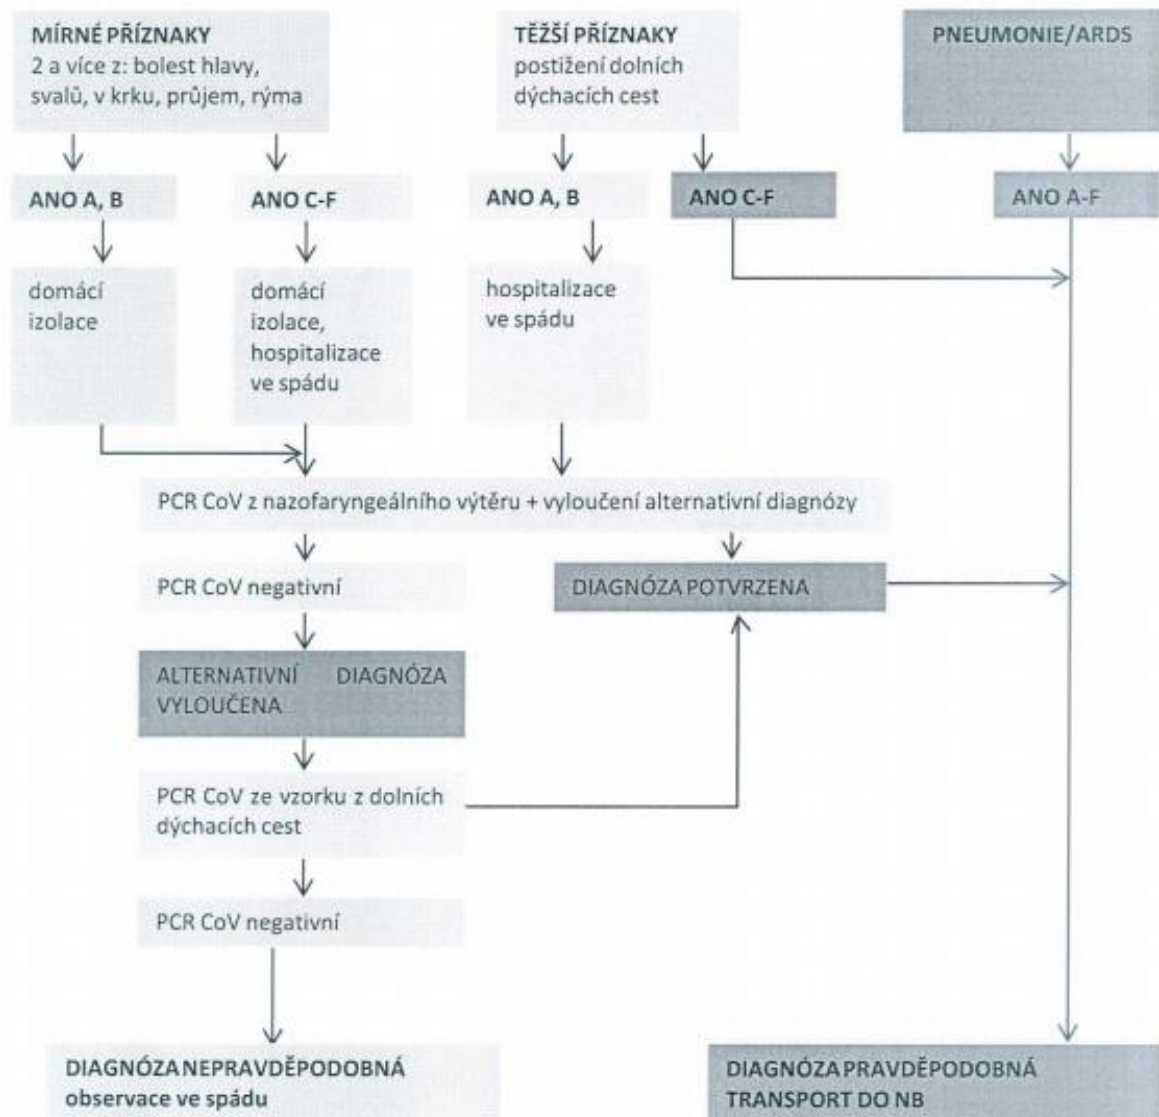 MÍRNÉ PŘÍZNAKY
2 a více z: bolest hlavy,
svalů, v krku, průjem, rýma
TĚŽŠÍ PŘÍZNAKY
postižení dolních
dýchacích cest
PNEUMONIE/ARDS
ANO A, B
ANO C-F
ANO A, B
ANO C-F
ANO A-F
domácí
izolace
domácí
izolace,
hospitalizace
ve spádu
hospitalizace
ve spádu
PCR CoV z nazofaryngeálního výtěru + vyloučení alternativní diagnózy
PCR CoV negativní
DIAGNÓZA POTVRZENA
ALTERNATIVNÍ DIAGNÓZA
VYLOUČENA
PCR CoV ze vzorku z dolních
dýchacích cest
PCR CoV negativní
DIAGNÓZA NEPRAVDĚPODOBNÁ
observace ve spádu
DIAGNÓZA PRAVDĚPODOBNÁ
TRANSPORT DO NB